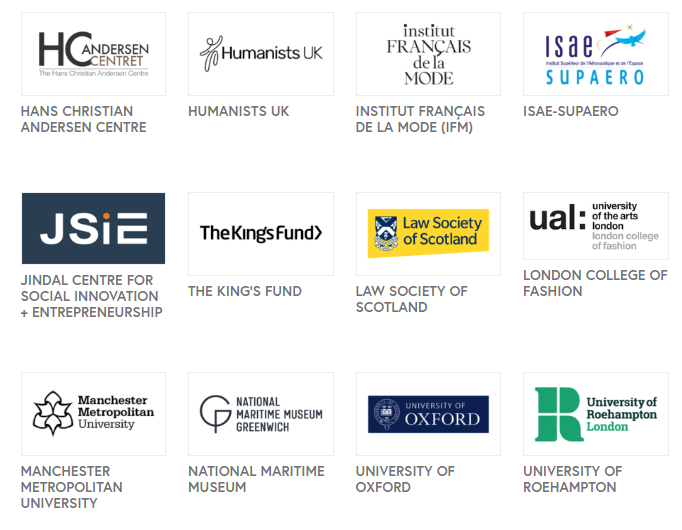 HC ANDERSEN
CENTRET
The Hans Christian Andersen Centre
HANS CHRISTIAN
ANDERSEN CENTRE
Humanists UK
HUMANISTS UK
institut
FRANÇAIS
de la
MODE
INSTITUT FRANÇAIS
DE LA MODE (IFM)
isae
Institut Supérieur de l'Aéronautique et de l'Espace
SUPAERO
ISAE-SUPAERO
JSiE
JINDAL CENTRE FOR
SOCIAL INNOVATION
+ ENTREPRENEURSHIP
The King's Fund>
THE KING'S FUND
Law Society
of Scotland
LAW SOCIETY OF
SCOTLAND
ual:
university
of the arts
london
london college
of fashion
LONDON COLLEGE OF
FASHION
Manchester
Metropolitan
University
MANCHESTER
METROPOLITAN
UNIVERSITY
NATIONAL
MARITIME MUSEUM
GREENWICH
NATIONAL MARITIME
MUSEUM
UNIVERSITY OF
OXFORD
UNIVERSITY OF
OXFORD
University of
Roehampton
London
UNIVERSITY OF
ROEHAMPTON